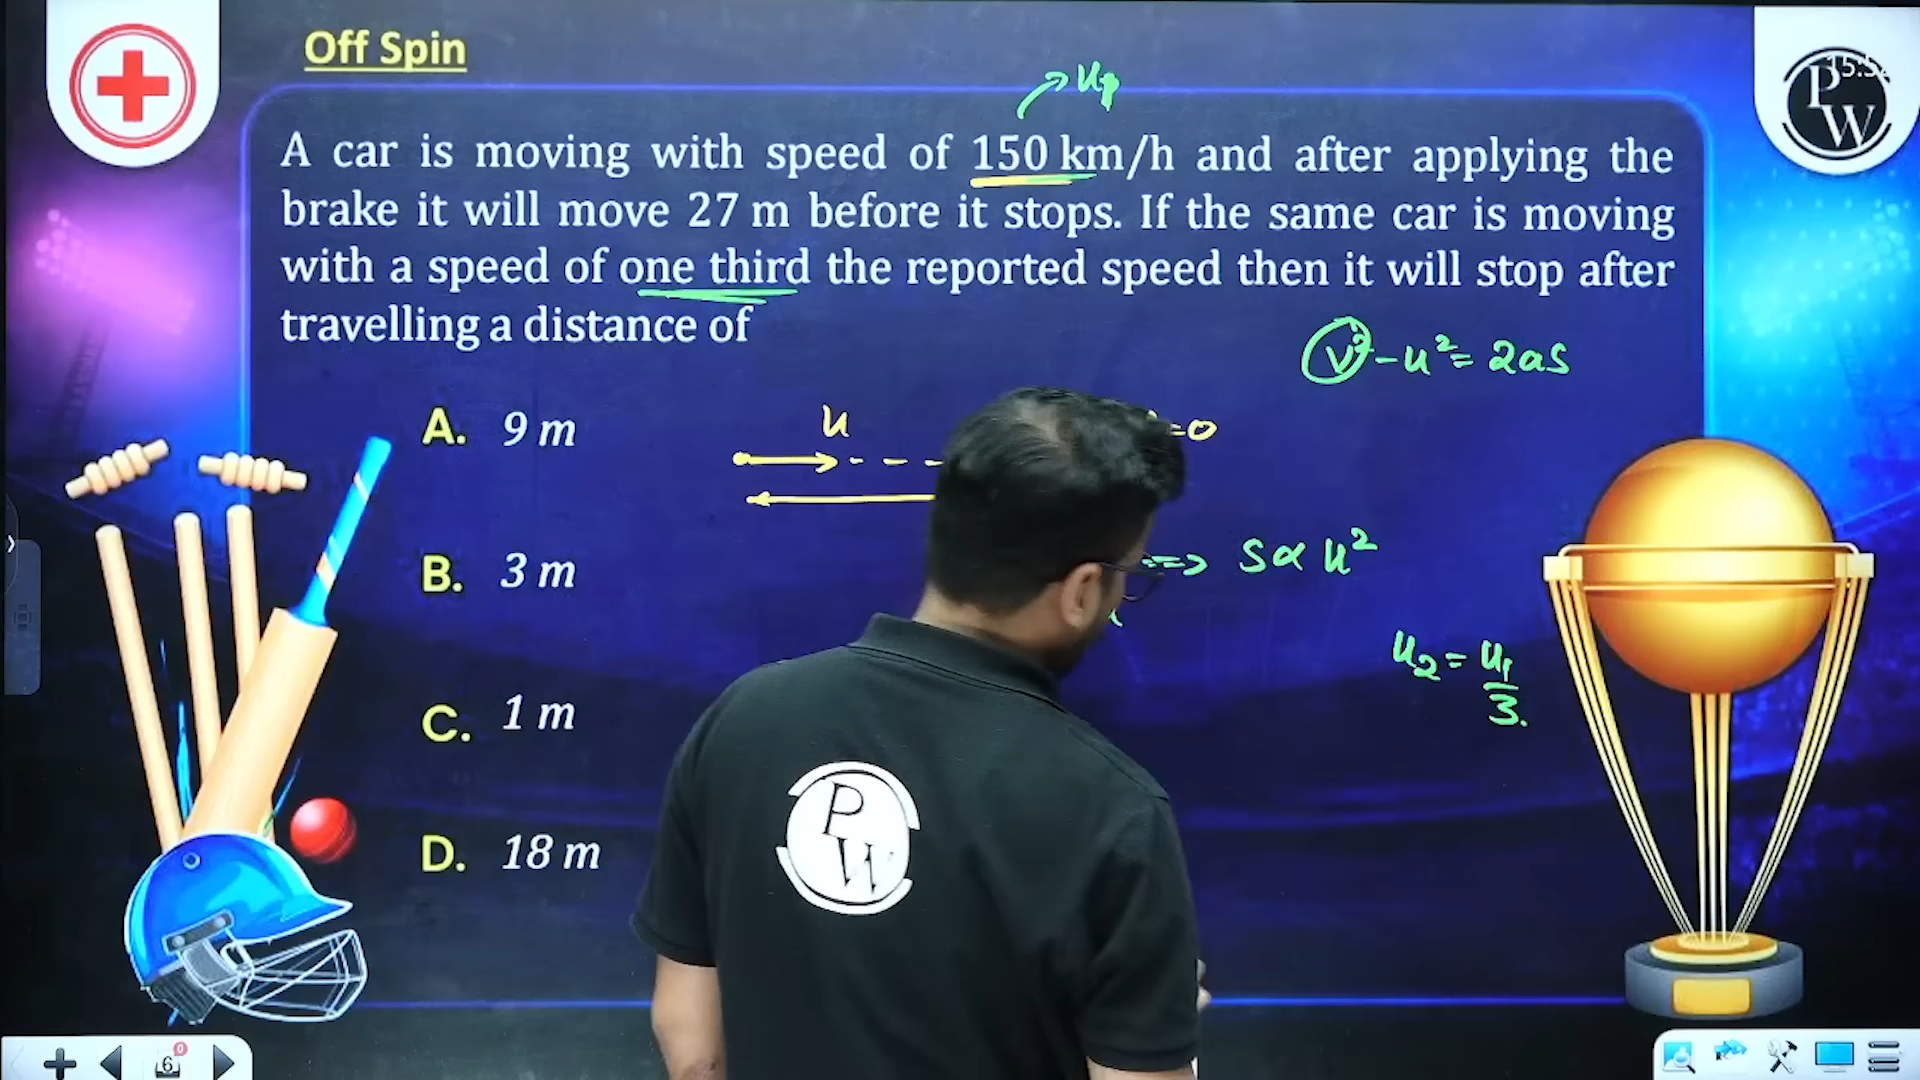 Off Spin
A car is moving with speed of 150 km/h and after applying the
brake it will move 27 m before it stops. If the same car is moving
with a speed of one third the reported speed then it will stop after
travelling a distance of
v² - u² = 2as
A. 9 m
u
=0
B. 3 m
=> S ∝ u²
u₂ = u₁/3.
C. 1 m
D. 18 m
P
W
P
W
6
0